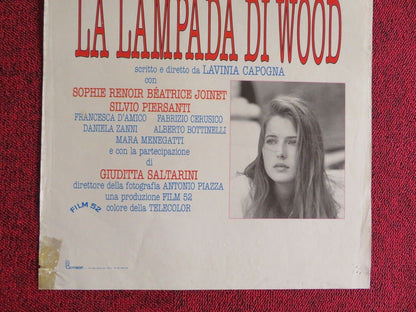 LA LAMPADA DI WOOD
scritto e diretto da LAVINIA CAPOGNA
con
SOPHIE RENOIR BÉATRICE JOINET
SILVIO PIERSANTI
FRANCESCA D'AMICO FABRIZIO CERUSICO
DANIELA ZANNI ALBERTO BOTTINELLI
MARA MENEGATTI
e con la partecipazione
di
GIUDITTA SALTARINI
direttore della fotografia ANTONIO PIAZZA
una produzione FILM 52
colore della TELECOLOR
FILM 52